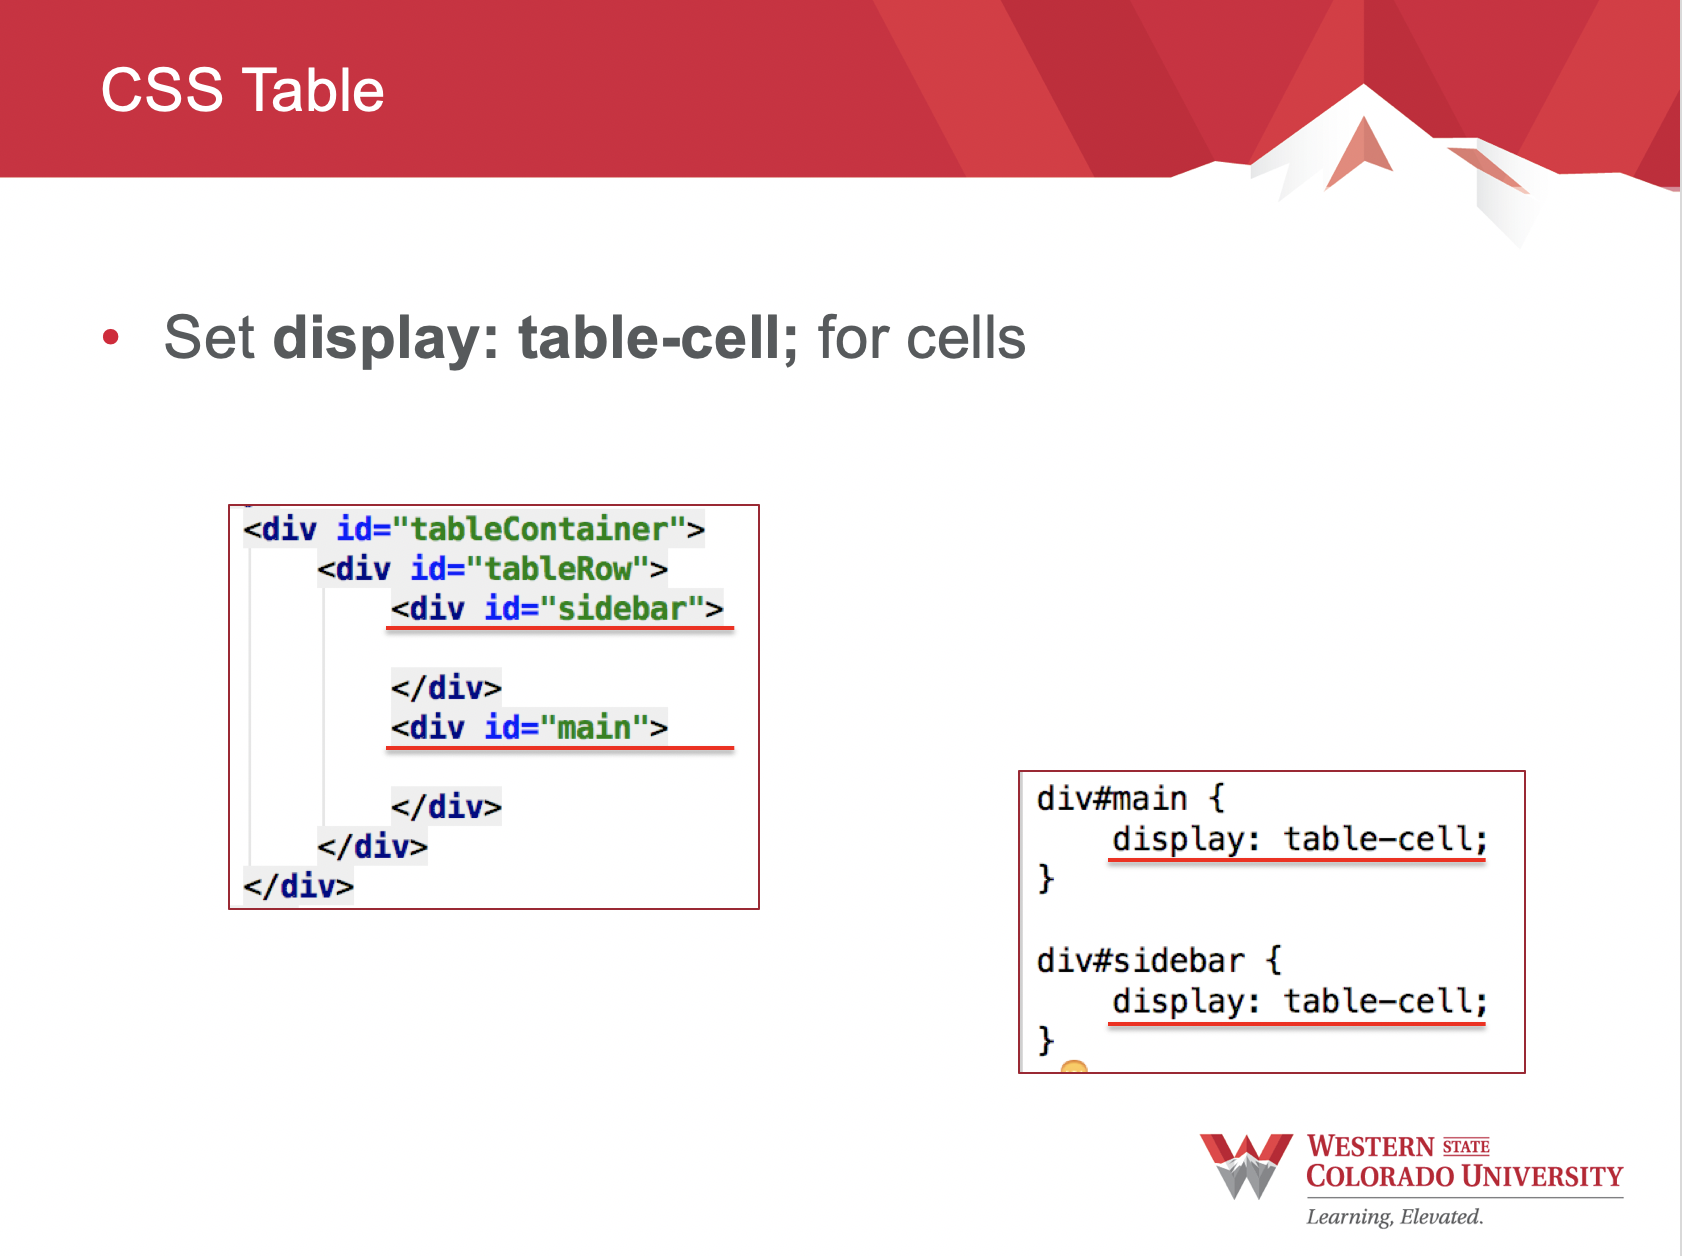 CSS Table
• Set display: table-cell; for cells
<div id="tableContainer">
<div id="tableRow">
<div id="sidebar">
</div>
<div id="main">
</div>
</div>
</div>
div#main {
display: table-cell;
}
div#sidebar {
display: table-cell;
}
WESTERN STATE
COLORADO UNIVERSITY
Learning, Elevated.